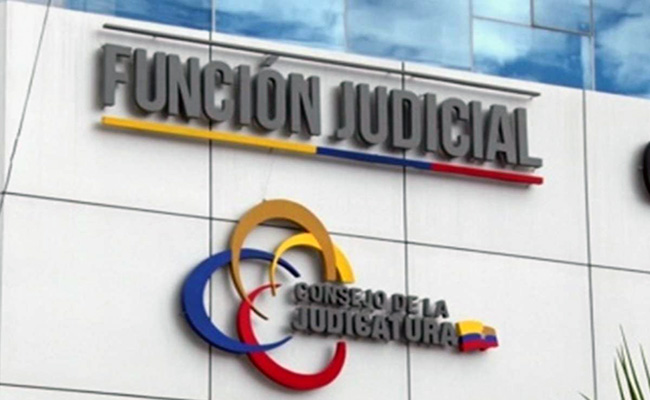 FUNCIÓN JUDICIAL
CONSEJO DE LA
JUDICATURA